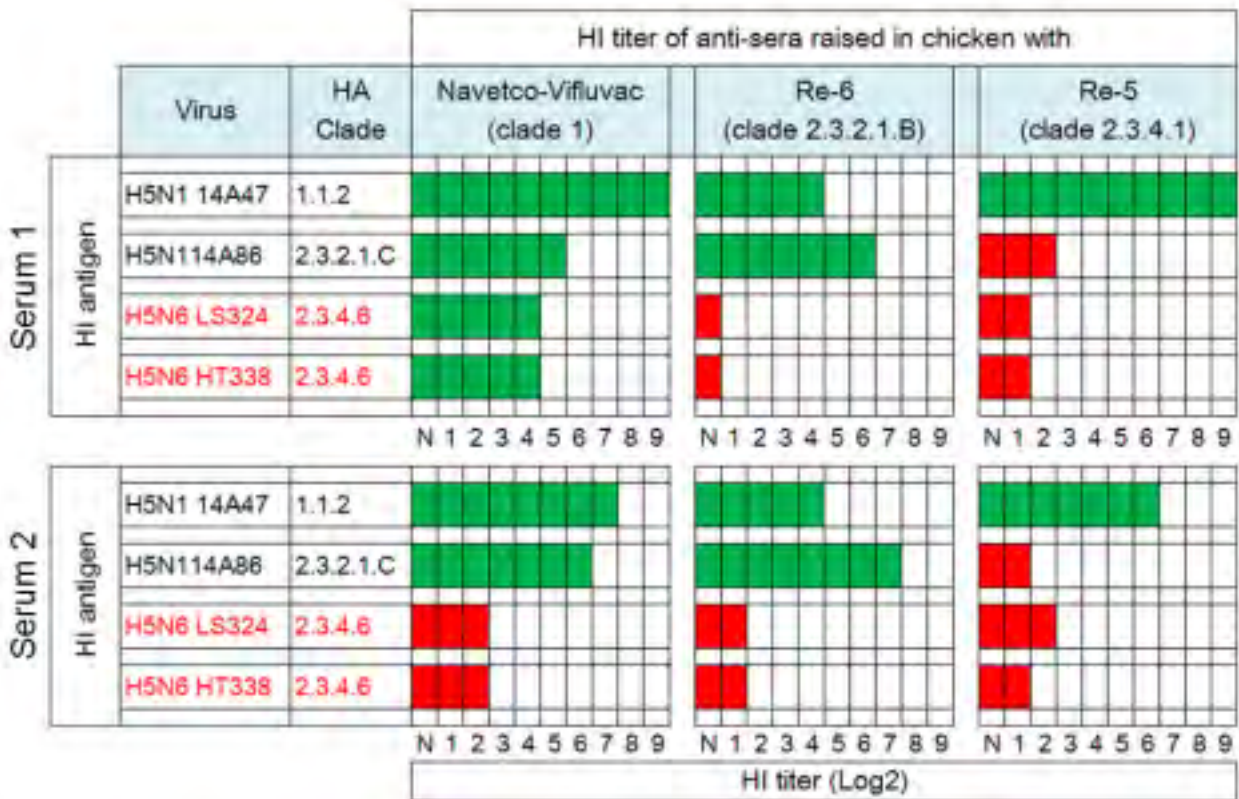 HI titer of anti-sera raised in chicken with
Virus HA Clade Navetco-Vifluvac (clade 1) Re-6 (clade 2.3.2.1.B) Re-5 (clade 2.3.4.1)
Serum 1
HI antigen
H5N1 14A47 1.1.2
H5N114A86 2.3.2.1.C
H5N6 LS324 2.3.4.6
H5N6 HT338 2.3.4.6
N 1 2 3 4 5 6 7 8 9 N 1 2 3 4 5 6 7 8 9 N 1 2 3 4 5 6 7 8 9
Serum 2
HI antigen
H5N1 14A47 1.1.2
H5N114A86 2.3.2.1.C
H5N6 LS324 2.3.4.6
H5N6 HT338 2.3.4.6
N 1 2 3 4 5 6 7 8 9 N 1 2 3 4 5 6 7 8 9 N 1 2 3 4 5 6 7 8 9
HI titer (Log2)